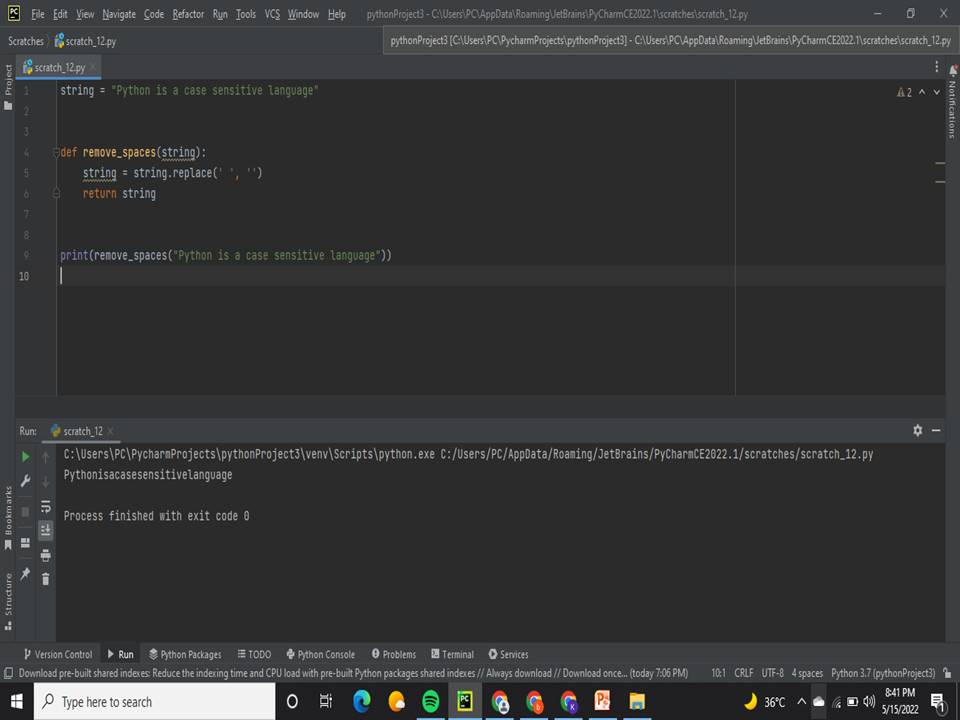 File Edit View Navigate Code Refactor Run Tools VCS Window Help pythonProject3 - C:\Users\PC\AppData\Roaming\JetBrains\PyCharmCE2022.1\scratches\scratch_12.py
Scratches scratch_12.py
pythonProject3 [C:\Users\PC\PycharmProjects\pythonProject3] - C:\Users\PC\AppData\Roaming\JetBrains\PyCharmCE2022.1\scratches\scratch_12.py
Project
scratch_12.py
Notifications
1 string = "Python is a case sensitive language"
2
2
3
4 def remove_spaces(string):
5 string = string.replace(' ', '')
6 return string
7
8
9 print(remove_spaces("Python is a case sensitive language"))
10
Run: scratch_12
C:\Users\PC\PycharmProjects\pythonProject3\venv\Scripts\python.exe C:/Users/PC/AppData/Roaming/JetBrains/PyCharmCE2022.1/scratches/scratch_12.py
Pythonisacasesensitivelanguage
Process finished with exit code 0
Bookmarks
Structure
Version Control Run Python Packages TODO Python Console Problems Terminal Services
Download pre-built shared indexes: Reduce the indexing time and CPU load with pre-built Python packages shared indexes // Always download // Download once... (today 7:06 PM) 10:1 CRLF UTF-8 4 spaces Python 3.7 (pythonProject3)
Type here to search
36°C
8:41 PM
5/15/2022
1